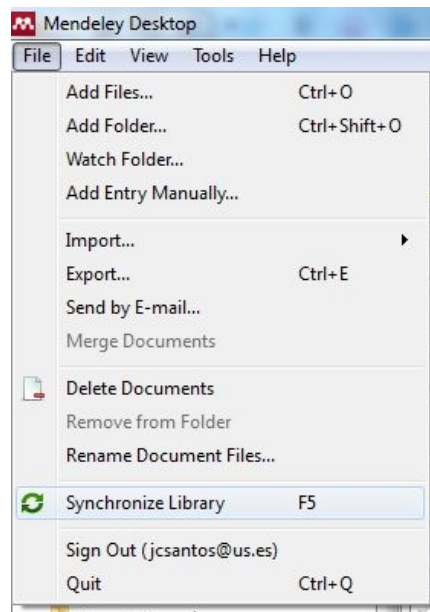 Mendeley Desktop
File Edit View Tools Help
Add Files... Ctrl+O
Add Folder... Ctrl+Shift+O
Watch Folder...
Add Entry Manually...
Import...
Export... Ctrl+E
Send by E-mail...
Merge Documents
Delete Documents
Remove from Folder
Rename Document Files...
Synchronize Library F5
Sign Out (jcsantos@us.es)
Quit Ctrl+Q